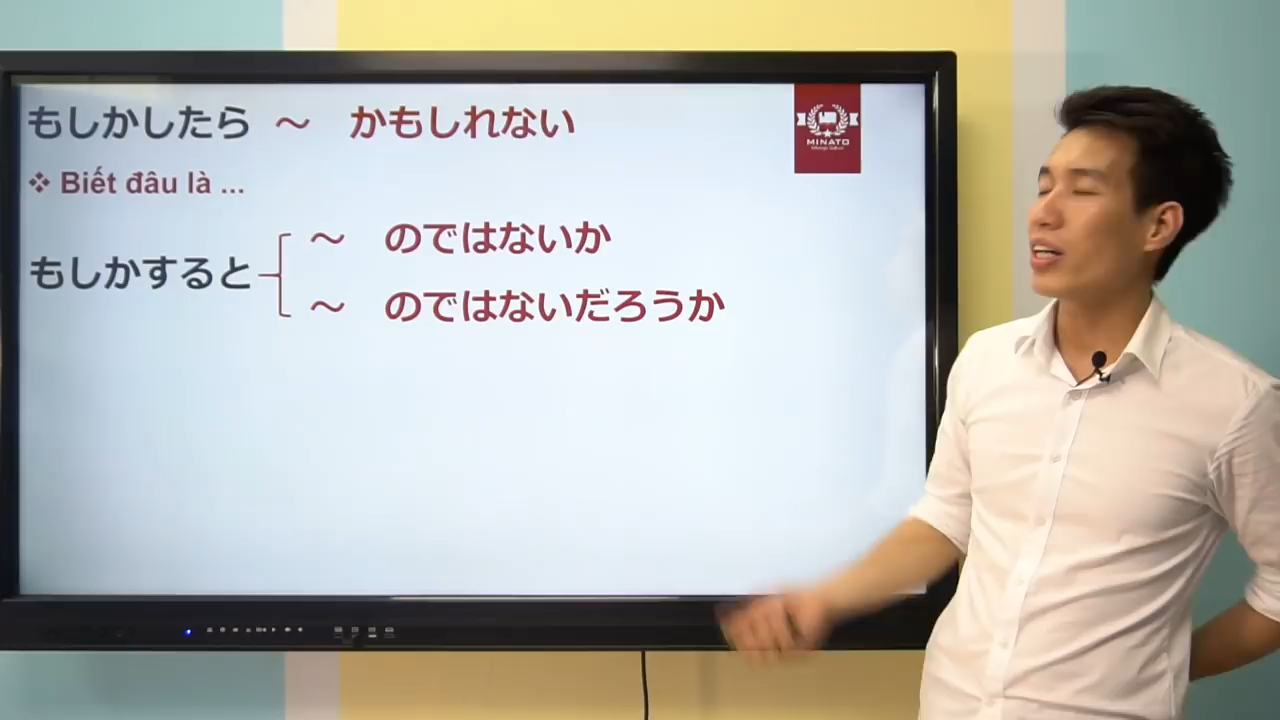 もしかしたら ～ かもしれない
❖ Biết đâu là ...
～ のではないか
もしかすると
～ のではないだろうか
MINATO